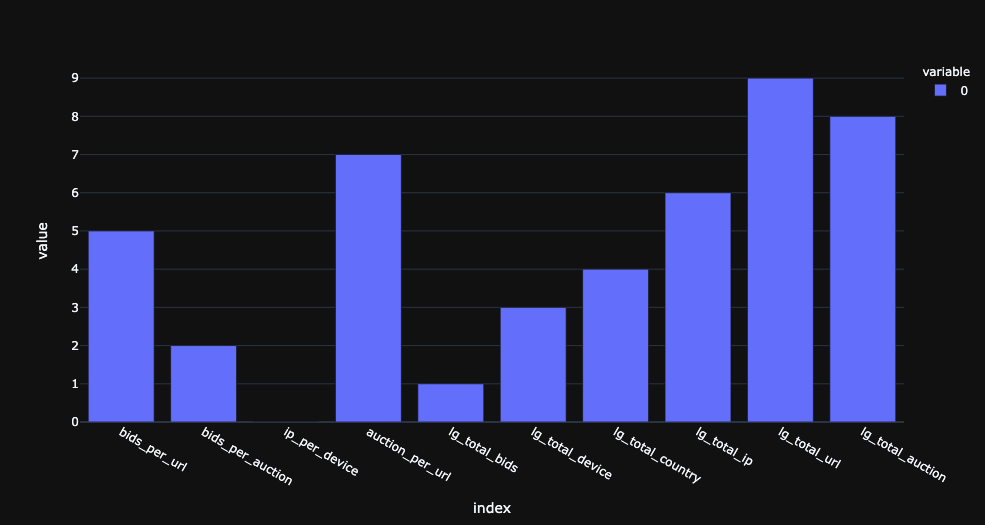 variable
0
9
8
7
6
5
4
3
2
1
0
value
bids_per_url
bids_per_auction
ip_per_device
auction_per_url
lg_total_bids
lg_total_device
lg_total_country
lg_total_ip
lg_total_url
lg_total_auction
index